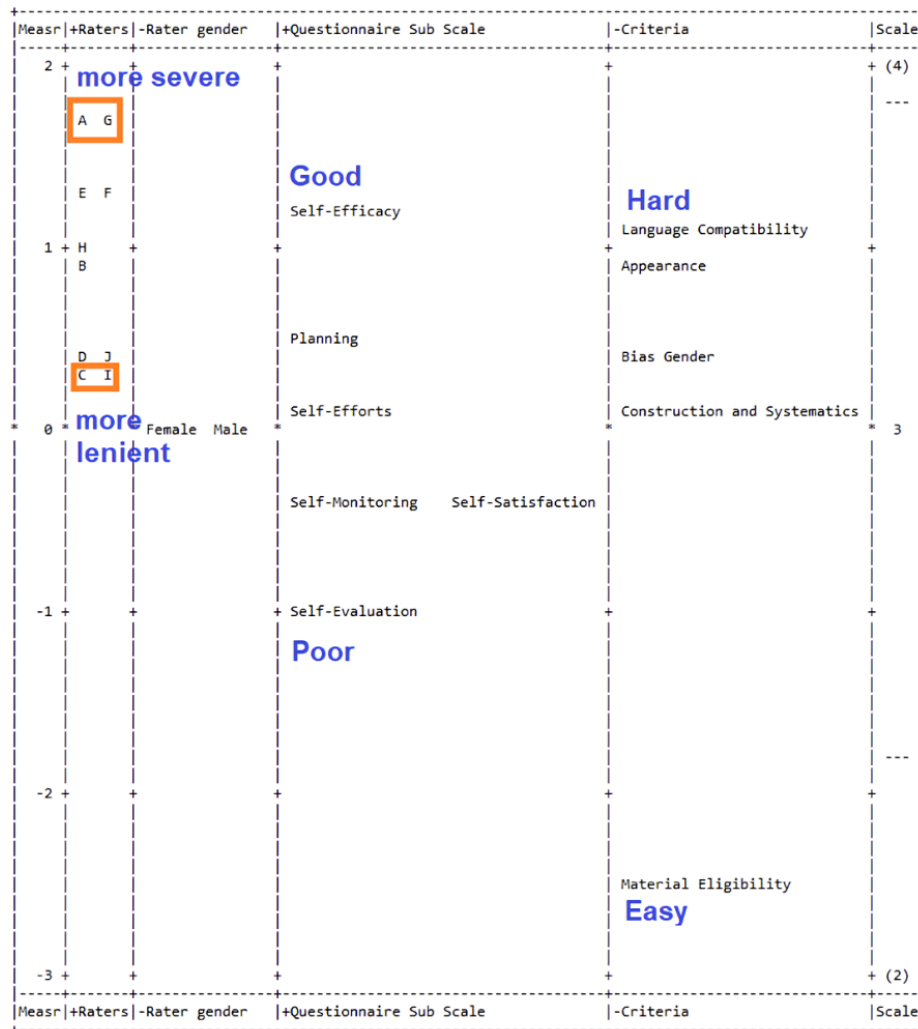 |Measr|+Raters|-Rater gender |+Questionnaire Sub Scale |-Criteria |Scale
2 + + + + + (4)
more severe
---
A G
Good
E F
Hard
Self-Efficacy
Language Compatibility
1 + H + + + +
B Appearance
Planning
D J Bias Gender
C I
more
Self-Efforts Construction and Systematics
* 0 * Female Male * * * 3
lenient
Self-Monitoring Self-Satisfaction
-1 + + + Self-Evaluation + +
Poor
---
-2 + + + + +
Material Eligibility
Easy
-3 + + + + + (2)
|Measr|+Raters|-Rater gender |+Questionnaire Sub Scale |-Criteria |Scale